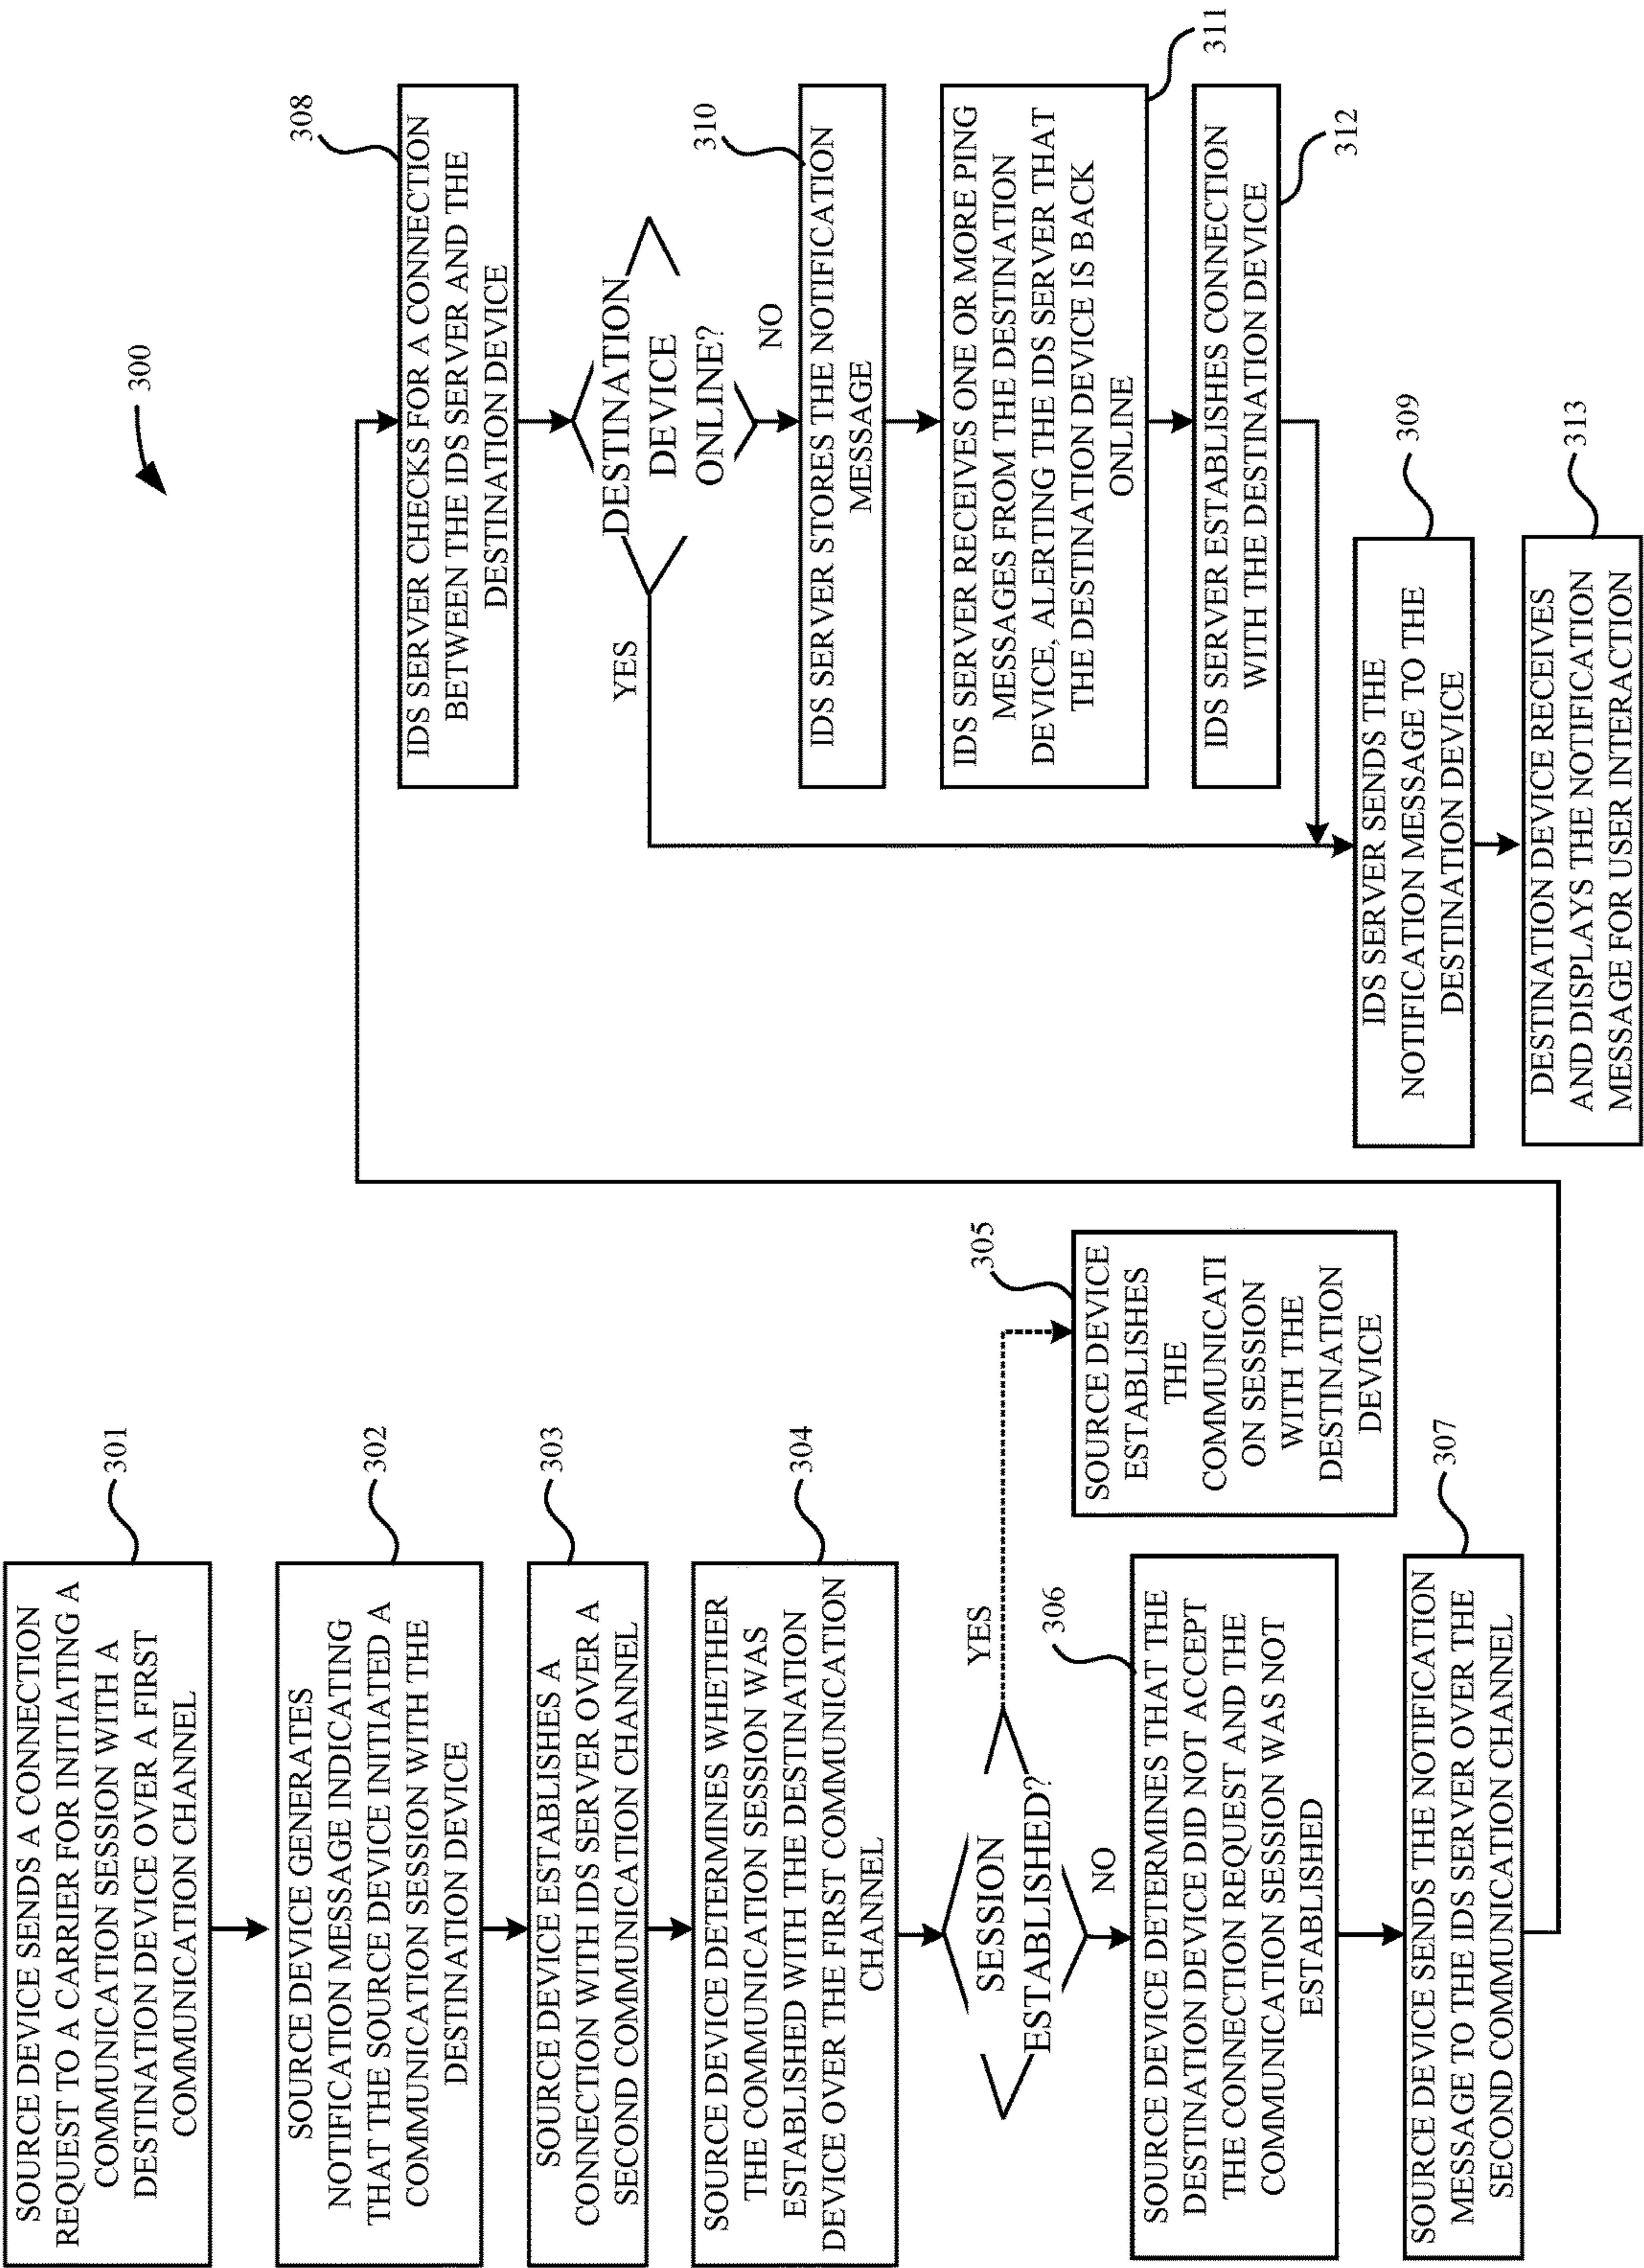 300
SOURCE DEVICE SENDS A CONNECTION
REQUEST TO A CARRIER FOR INITIATING A
COMMUNICATION SESSION WITH A
DESTINATION DEVICE OVER A FIRST
COMMUNICATION CHANNEL
301
SOURCE DEVICE GENERATES
NOTIFICATION MESSAGE INDICATING
THAT THE SOURCE DEVICE INITIATED A
COMMUNICATION SESSION WITH THE
DESTINATION DEVICE
302
SOURCE DEVICE ESTABLISHES A
CONNECTION WITH IDS SERVER OVER A
SECOND COMMUNICATION CHANNEL
303
SOURCE DEVICE DETERMINES WHETHER
THE COMMUNICATION SESSION WAS
ESTABLISHED WITH THE DESTINATION
DEVICE OVER THE FIRST COMMUNICATION
CHANNEL
304
SESSION
ESTABLISHED?
YES
NO
305
SOURCE DEVICE
ESTABLISHES
THE
COMMUNICATI
ON SESSION
WITH THE
DESTINATION
DEVICE
306
SOURCE DEVICE DETERMINES THAT THE
DESTINATION DEVICE DID NOT ACCEPT
THE CONNECTION REQUEST AND THE
COMMUNICATION SESSION WAS NOT
ESTABLISHED
307
SOURCE DEVICE SENDS THE NOTIFICATION
MESSAGE TO THE IDS SERVER OVER THE
SECOND COMMUNICATION CHANNEL
308
IDS SERVER CHECKS FOR A CONNECTION
BETWEEN THE IDS SERVER AND THE
DESTINATION DEVICE
DESTINATION
DEVICE
ONLINE?
YES
NO
310
IDS SERVER STORES THE NOTIFICATION
MESSAGE
IDS SERVER RECEIVES ONE OR MORE PING
MESSAGES FROM THE DESTINATION
DEVICE, ALERTING THE IDS SERVER THAT
THE DESTINATION DEVICE IS BACK
ONLINE
311
IDS SERVER ESTABLISHES CONNECTION
WITH THE DESTINATION DEVICE
312
309
IDS SERVER SENDS THE
NOTIFICATION MESSAGE TO THE
DESTINATION DEVICE
313
DESTINATION DEVICE RECEIVES
AND DISPLAYS THE NOTIFICATION
MESSAGE FOR USER INTERACTION